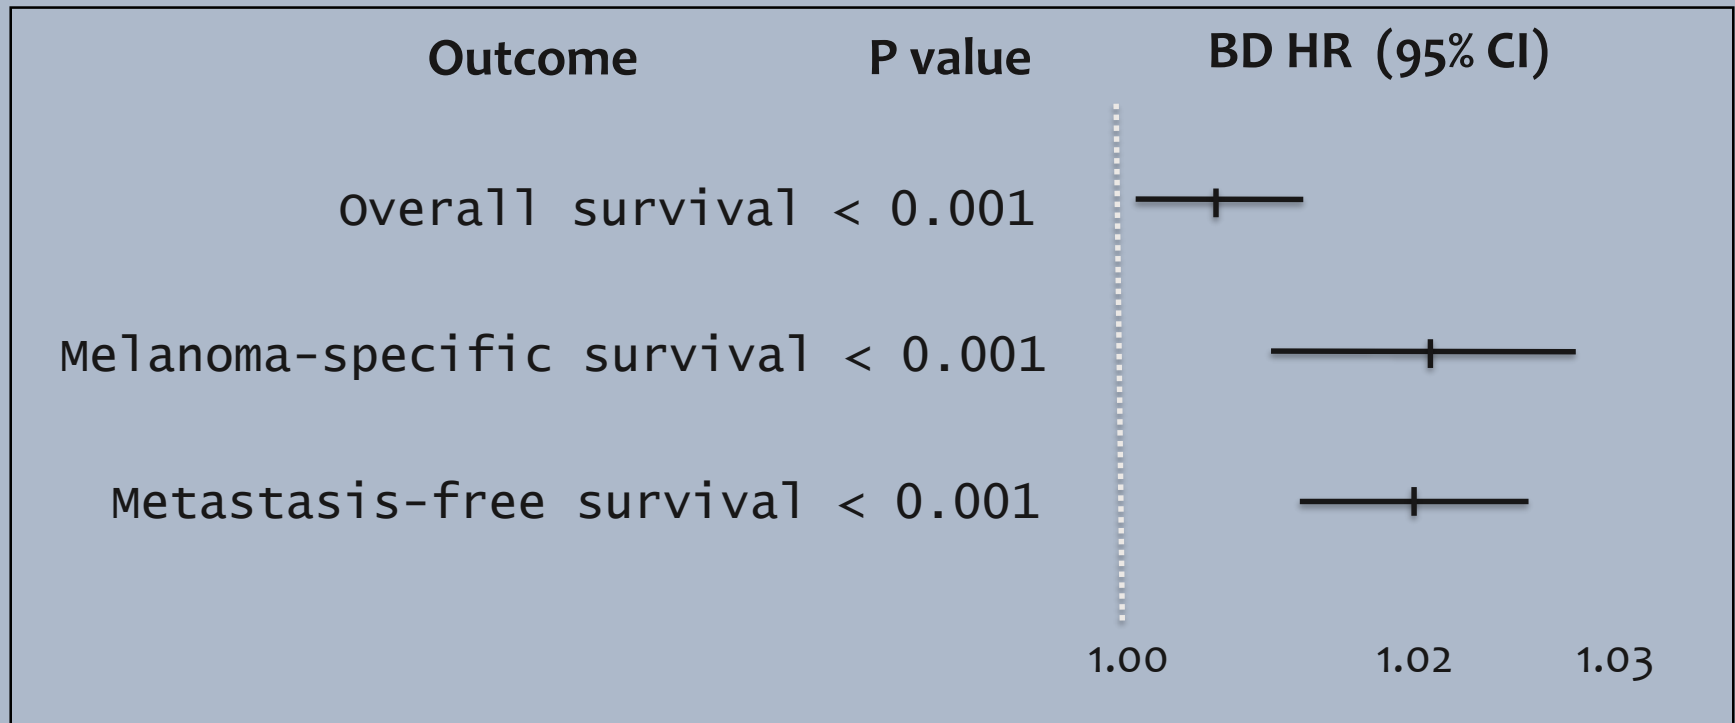 Outcome P value BD HR (95% CI)
Overall survival < 0.001
Melanoma-specific survival < 0.001
Metastasis-free survival < 0.001
1.00 1.02 1.03